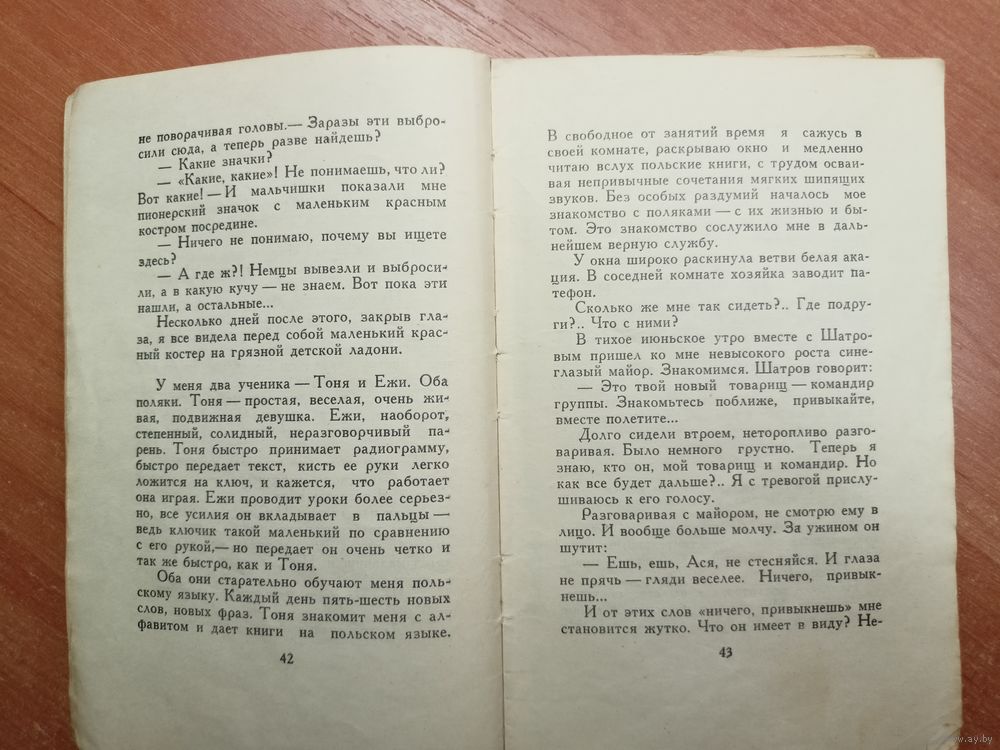 не поворачивая головы.— Заразы эти выбро-
сили сюда, а теперь разве найдешь?
— Какие значки?
— «Какие, какие»! Не понимаешь, что ли?
Вот какие! — И мальчишки показали мне
пионерский значок с маленьким красным
костром посредине.
— Ничего не понимаю, почему вы ищете
здесь?
— А где ж?! Немцы вывезли и выброси-
ли, а в какую кучу — не знаем. Вот пока эти
нашли, а остальные...
Несколько дней после этого, закрыв гла-
за, я все видела перед собой маленький крас-
ный костер на грязной детской ладони.
У меня два ученика — Тоня и Ежи. Оба
поляки. Тоня — простая, веселая, очень жи-
вая, подвижная девушка. Ежи, наоборот,
степенный, солидный, неразговорчивый па-
рень. Тоня быстро принимает радиограмму,
быстро передает текст, кисть ее руки легко
ложится на ключ, и кажется, что работает
она играя. Ежи проводит уроки более серьез-
но, все усилия он вкладывает в пальцы —
ведь ключик такой маленький по сравнению
с его рукой,— но передает он очень четко и
так же быстро, как и Тоня.
Оба они старательно обучают меня поль-
скому языку. Каждый день пять-шесть новых
слов, новых фраз. Тоня знакомит меня с ал-
фавитом и дает книги на польском языке.
42
В свободное от занятий время я сажусь в
своей комнате, раскрываю окно и медленно
читаю вслух польские книги, с трудом осваи-
вая непривычные сочетания мягких шипящих
звуков. Без особых раздумий началось мое
знакомство с поляками — с их жизнью и бы-
том. Это знакомство сослужило мне в даль-
нейшем верную службу.
У окна широко раскинула ветви белая ака-
ция. В соседней комнате хозяйка заводит па-
тефон.
Сколько же мне так сидеть?.. Где подру-
ги?.. Что с ними?
В тихое июньское утро вместе с Шатро-
вым пришел ко мне невысокого роста сине-
глазый майор. Знакомимся. Шатров говорит:
— Это твой новый товарищ — командир
группы. Знакомьтесь поближе, привыкайте,
вместе полетите...
Долго сидели втроем, неторопливо разго-
варивая. Было немного грустно. Теперь я
знаю, кто он, мой товарищ и командир. Но
как все будет дальше?.. Я с тревогой прислу-
шиваюсь к его голосу.
Разговаривая с майором, не смотрю ему в
лицо. И вообще больше молчу. За ужином он
шутит:
— Ешь, ешь, Ася, не стесняйся. И глаза
не прячь — гляди веселее. Ничего, привык-
нешь...
И от этих слов «ничего, привыкнешь» мне
становится жутко. Что он имеет в виду? Не-
43
www.ay.by